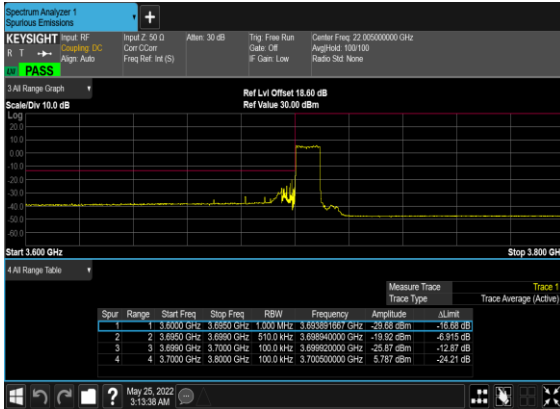 Spectrum Analyzer 1
Spurious Emissions
KEYSIGHT
Input: RF
Coupling: DC
Align: Auto
Input Z: 50 Ω
Corr CCorr
Freq Ref: Int (S)
Atten: 30 dB
Trig: Free Run
Gate: Off
IF Gain: Low
Center Freq: 22.005000000 GHz
Avg|Hold: 100/100
Radio Std: None
R T
PASS
3 All Range Graph
Scale/Div 10.0 dB
Ref Lvl Offset 18.60 dB
Ref Value 30.00 dBm
Log
20.0
10.0
0.00
-10.0
-20.0
-30.0
-40.0
-50.0
-60.0
Start 3.600 GHz
Stop 3.800 GH
4 All Range Table
Measure Trace Trace 1
Trace Type Trace Average (Active)
Spur Range Start Freq Stop Freq RBW Frequency Amplitude ΔLimit
1 1 3.6000 GHz 3.6950 GHz 1.000 MHz 3.693891667 GHz -29.68 dBm -16.68 dB
2 2 3.6950 GHz 3.6990 GHz 510.0 kHz 3.698940000 GHz -19.92 dBm -6.915 dB
3 3 3.6990 GHz 3.7000 GHz 100.0 kHz 3.699920000 GHz -25.87 dBm -12.87 dB
4 4 3.7000 GHz 3.8000 GHz 100.0 kHz 3.700500000 GHz 5.787 dBm -24.21 dB
May 25, 2022
3:13:38 AM